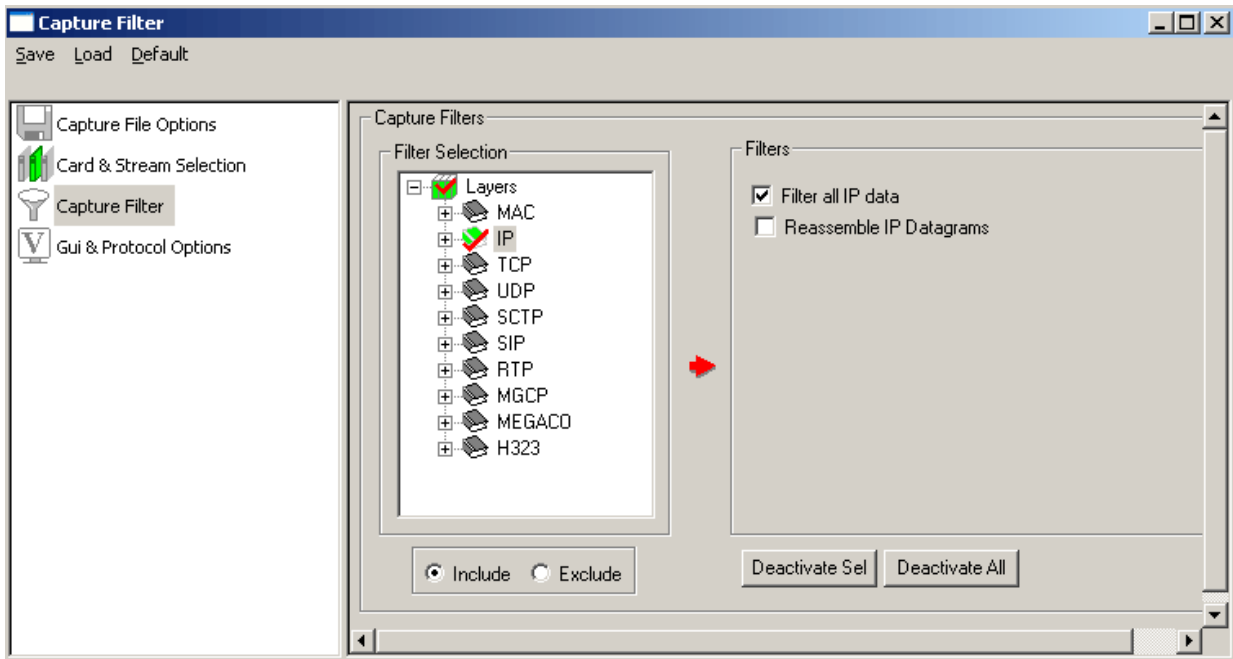 Capture Filter
Save Load Default
Capture File Options
Card & Stream Selection
Capture Filter
Gui & Protocol Options
Capture Filters
Filter Selection
Layers
MAC
IP
TCP
UDP
SCTP
SIP
RTP
MGCP
MEGACO
H323
Include Exclude
Filters
Filter all IP data
Reassemble IP Datagrams
Deactivate Sel Deactivate All